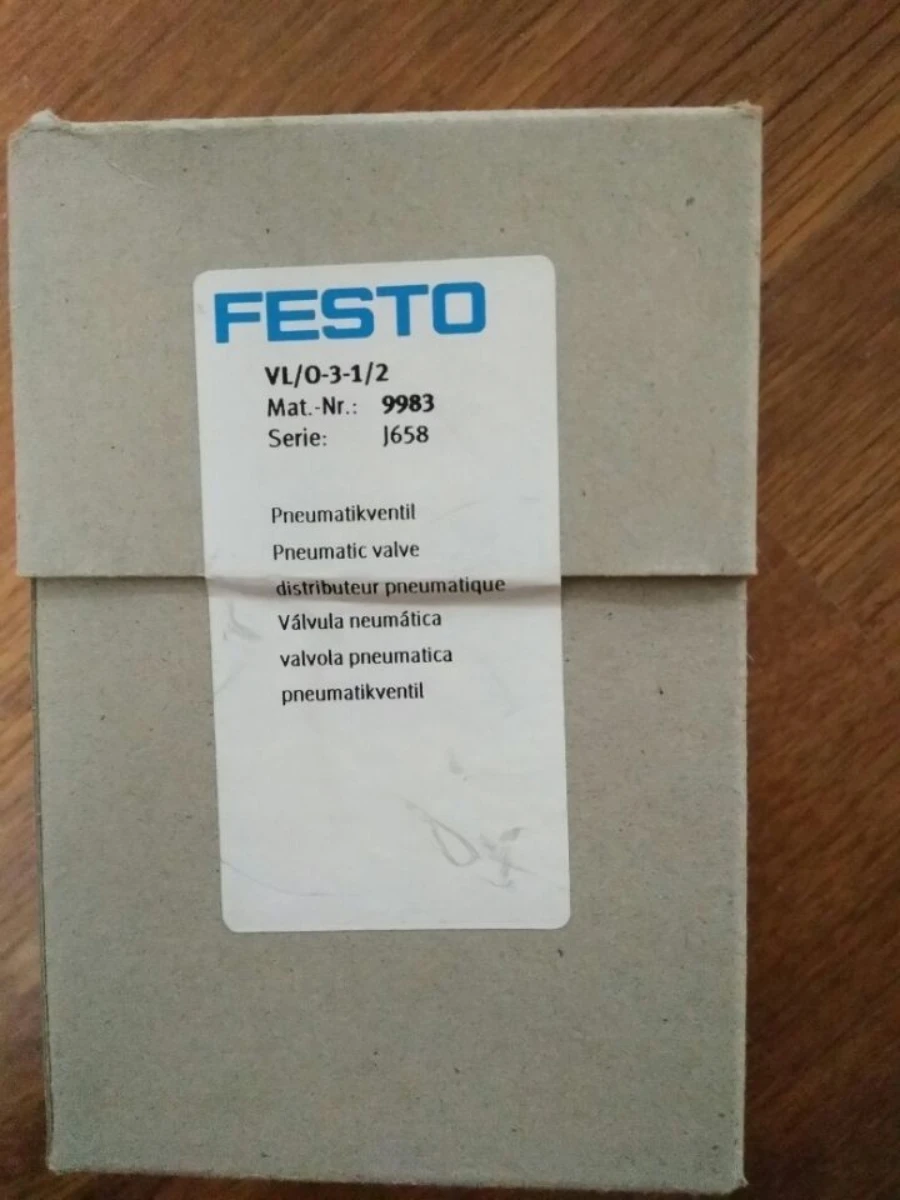 FESTO
VL/O-3-1/2
Mat.-Nr.: 9983
Serie: J658
Pneumatikventil
Pneumatic valve
distributeur pneumatique
Válvula neumática
valvola pneumatica
pneumatikventil